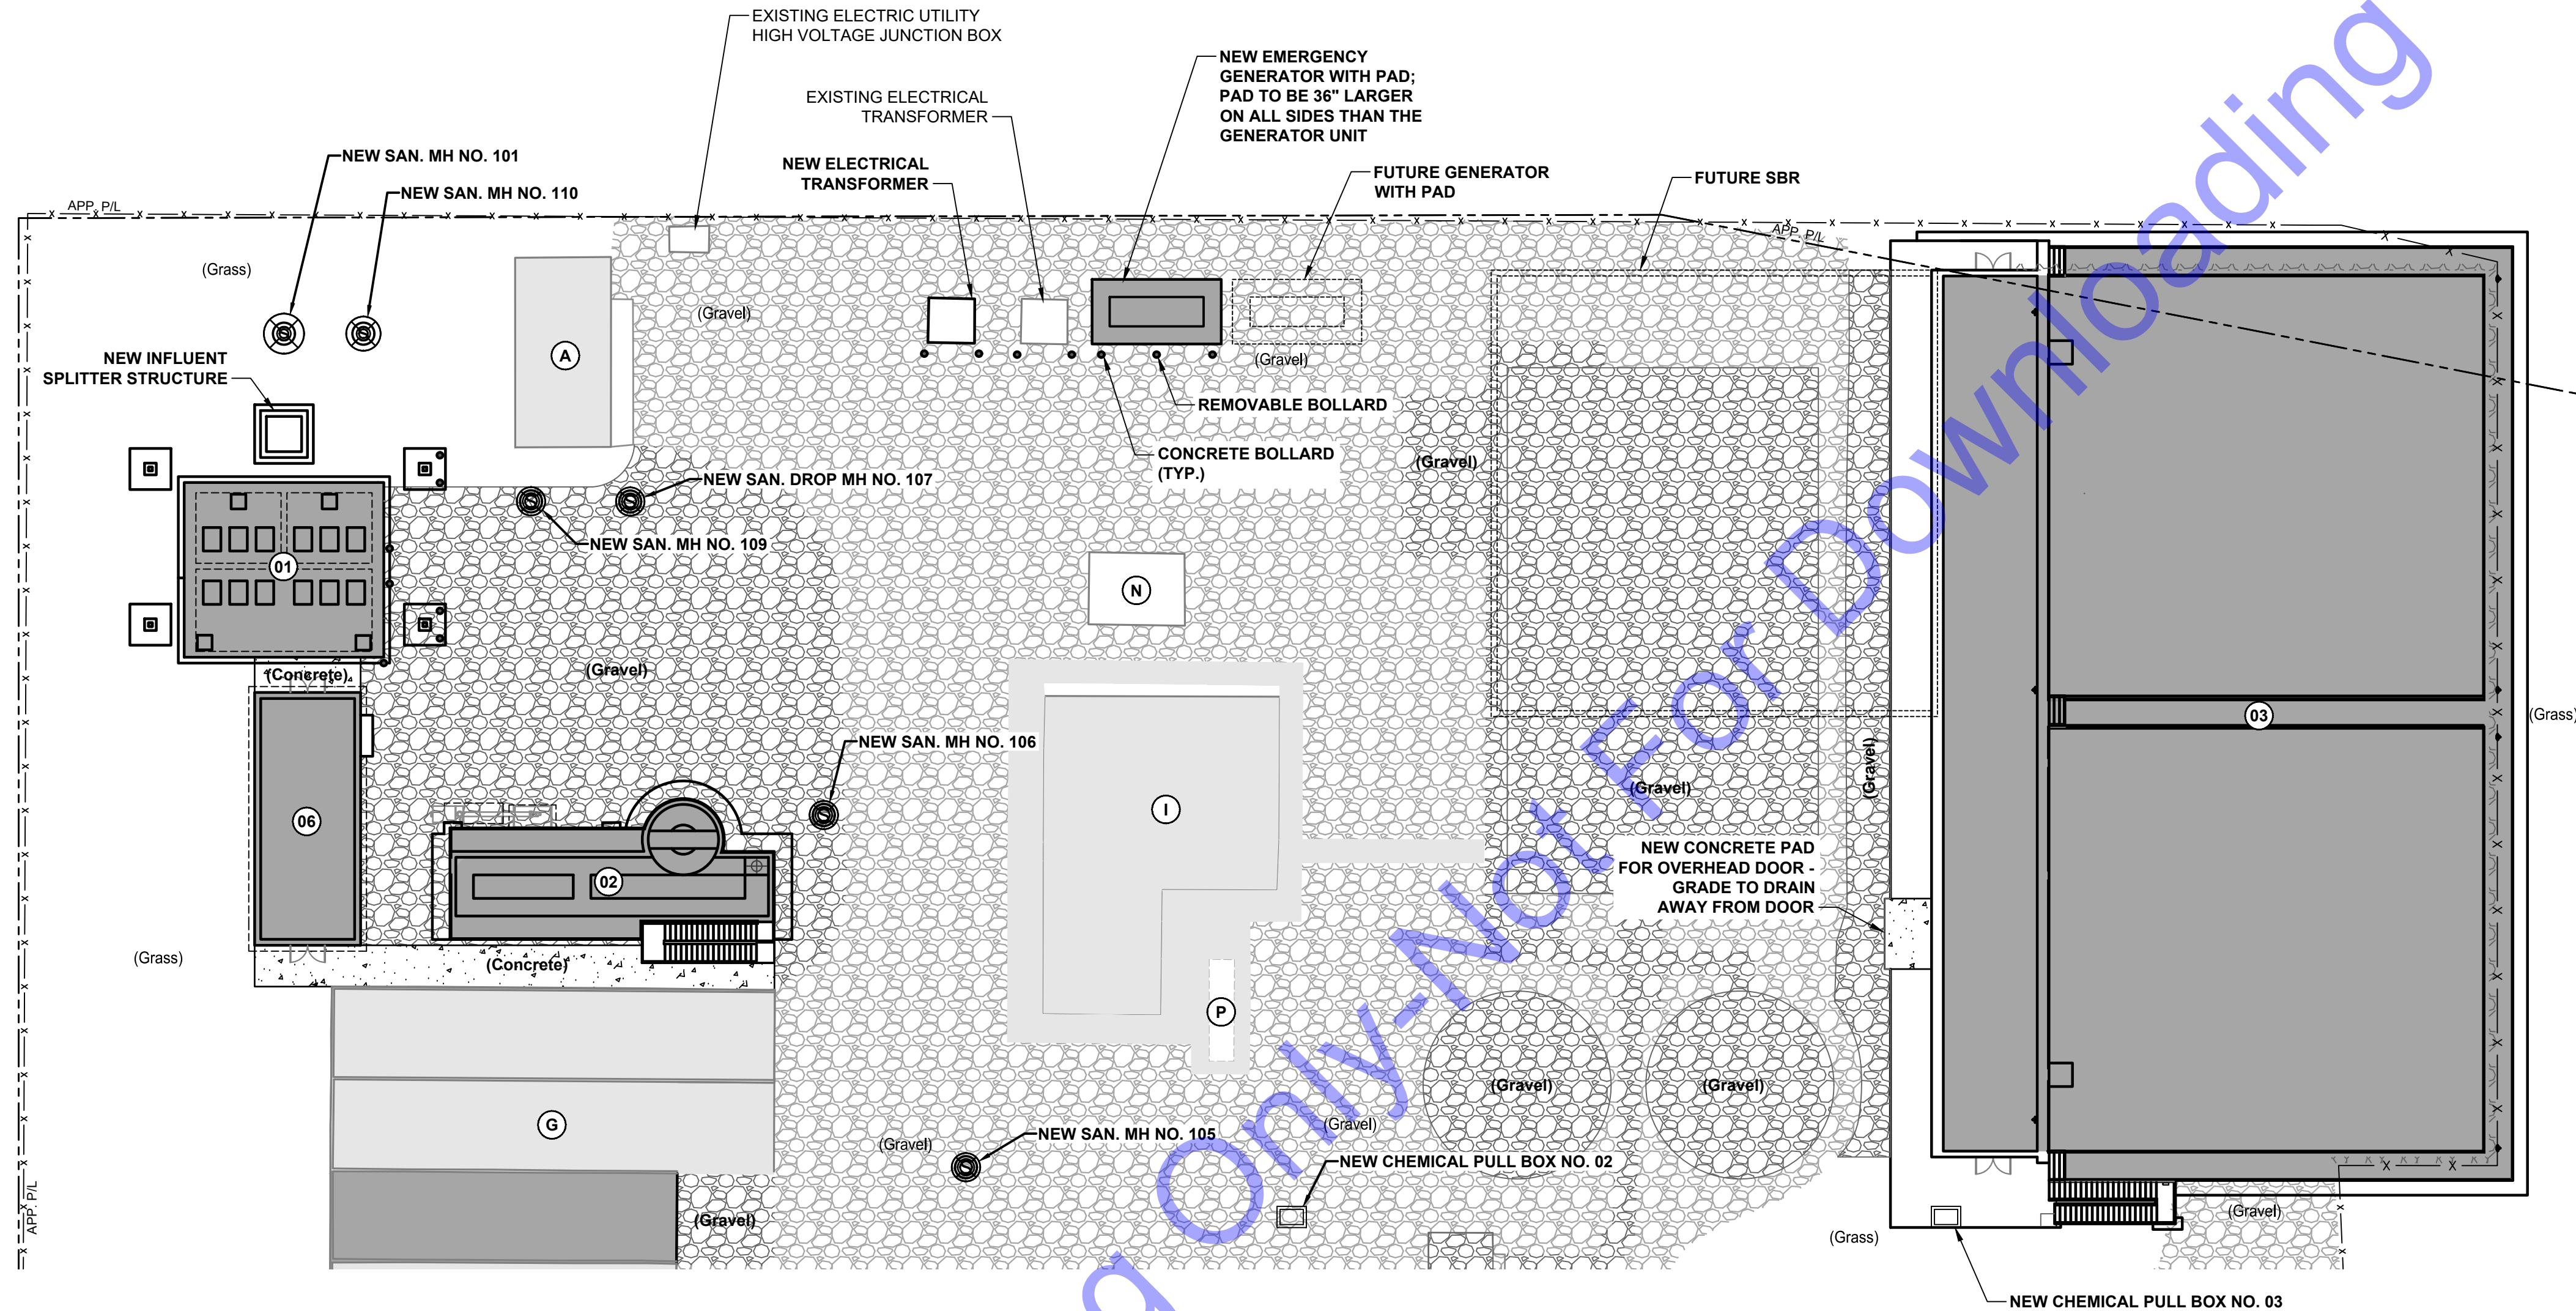 EXISTING ELECTRIC UTILITY
HIGH VOLTAGE JUNCTION BOX
NEW EMERGENCY
GENERATOR WITH PAD;
PAD TO BE 36" LARGER
ON ALL SIDES THAN THE
GENERATOR UNIT
EXISTING ELECTRICAL
TRANSFORMER
NEW ELECTRICAL
TRANSFORMER
FUTURE GENERATOR
WITH PAD
FUTURE SBR
NEW SAN. MH NO. 101
NEW SAN. MH NO. 110
APP. P/L
APP. P/L
(Grass)
(Gravel)
A
(Gravel)
NEW INFLUENT
SPLITTER STRUCTURE
REMOVABLE BOLLARD
CONCRETE BOLLARD
(TYP.)
(Gravel)
NEW SAN. DROP MH NO. 107
NEW SAN. MH NO. 109
01
N
(Concrete)
(Gravel)
03
(Grass)
NEW SAN. MH NO. 106
(Gravel)
(Gravel)
06
I
02
NEW CONCRETE PAD
FOR OVERHEAD DOOR -
GRADE TO DRAIN
AWAY FROM DOOR
(Grass)
(Concrete)
P
(Gravel)
(Gravel)
G
(Gravel)
NEW SAN. MH NO. 105
(Gravel)
NEW CHEMICAL PULL BOX NO. 02
APP. P/L
(Gravel)
(Gravel)
(Grass)
NEW CHEMICAL PULL BOX NO. 03
g Only-Not For Downloading